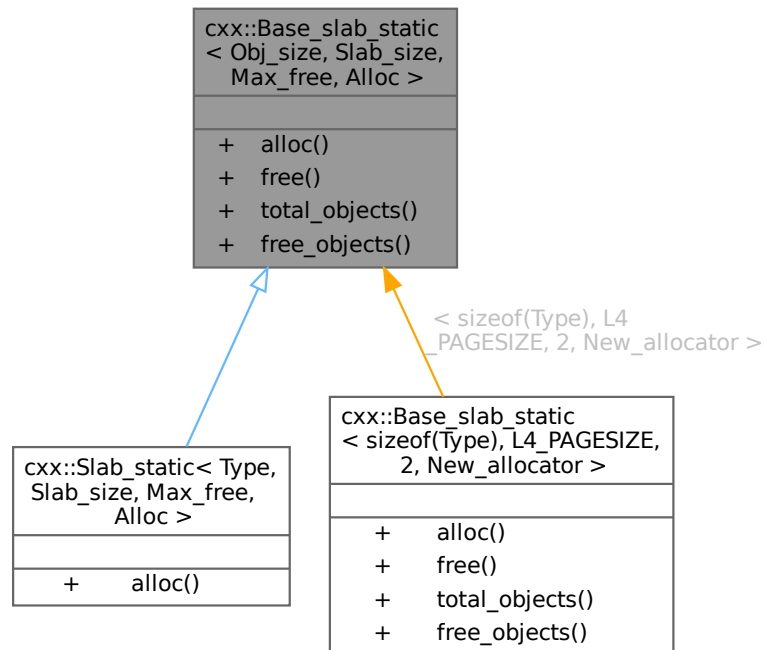 cxx::Base_slab_static
< Obj_size, Slab_size,
Max_free, Alloc >
+ alloc()
+ free()
+ total_objects()
+ free_objects()
< sizeof(Type), L4
_PAGESIZE, 2, New_allocator >
cxx::Slab_static< Type,
Slab_size, Max_free,
Alloc >
+ alloc()
cxx::Base_slab_static
< sizeof(Type), L4_PAGESIZE,
2, New_allocator >
+ alloc()
+ free()
+ total_objects()
+ free_objects()